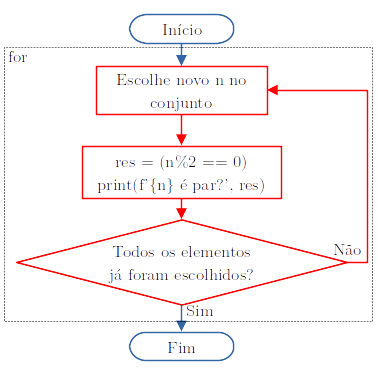 Início
for
Escolhe novo n no
conjunto
res = (n%2 == 0)
print(f'{n} é par?', res)
Todos os elementos
já foram escolhidos?
Não
Sim
Fim